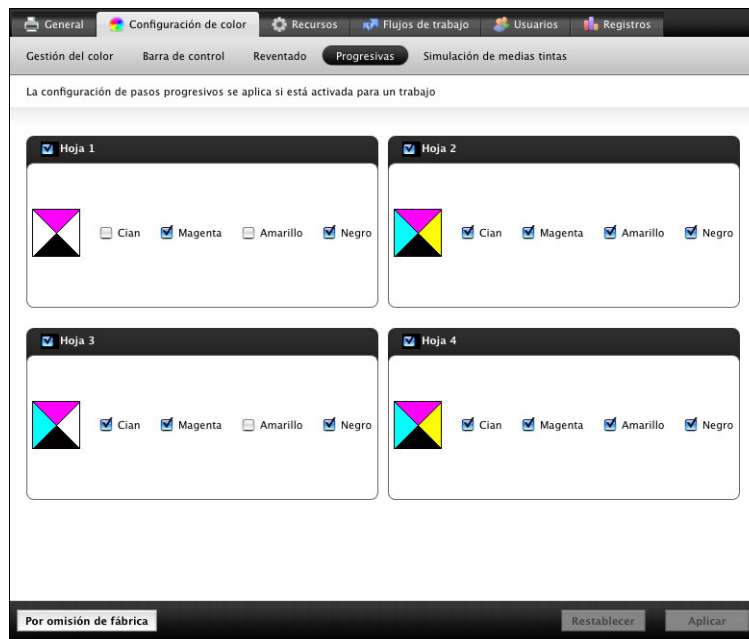 General Configuración de color Recursos Flujos de trabajo Usuarios Registros
Gestión del color Barra de control Reventado Progresivas Simulación de medias tintas
La configuración de pasos progresivos se aplica si está activada para un trabajo
Hoja 1
Cian Magenta Amarillo Negro
Hoja 2
Cian Magenta Amarillo Negro
Hoja 3
Cian Magenta Amarillo Negro
Hoja 4
Cian Magenta Amarillo Negro
Por omisión de fábrica Restablecer Aplicar